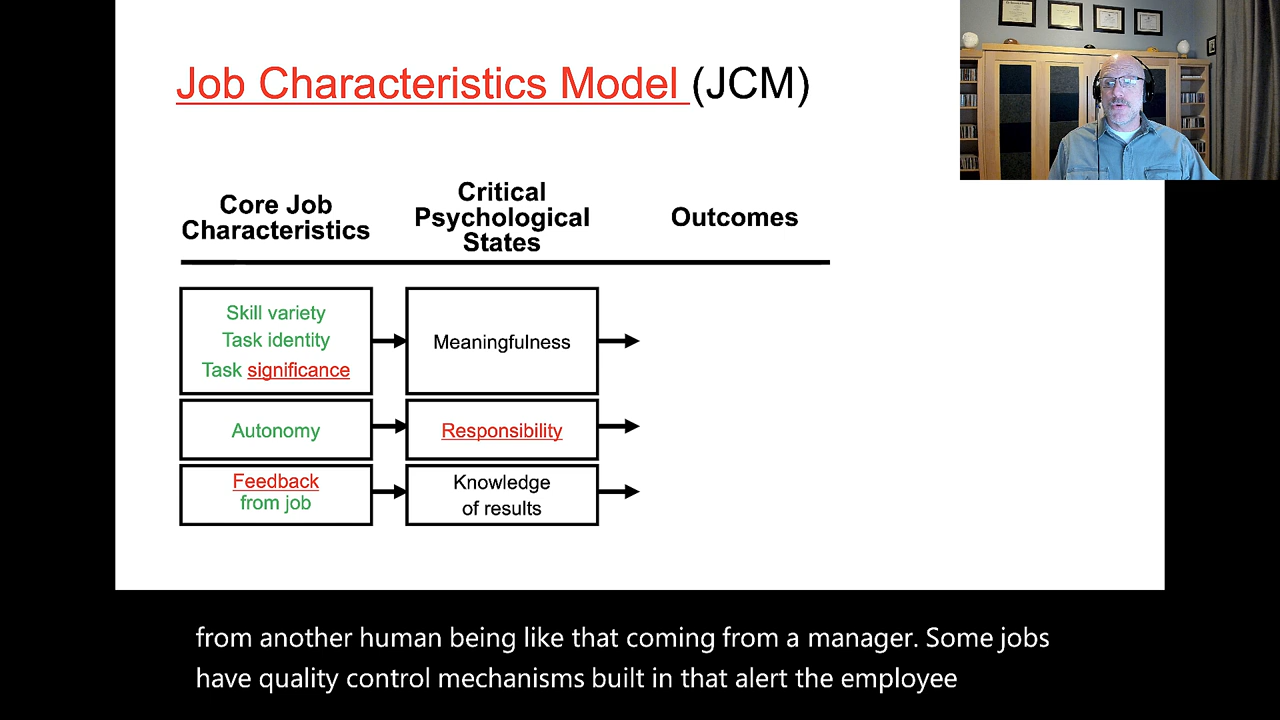 Job Characteristics Model (JCM)
Core Job
Characteristics
Critical
Psychological
States
Outcomes
Skill variety
Task identity
Task significance
Meaningfulness
Autonomy
Responsibility
Feedback
from job
Knowledge
of results
from another human being like that coming from a manager. Some jobs
have quality control mechanisms built in that alert the employee